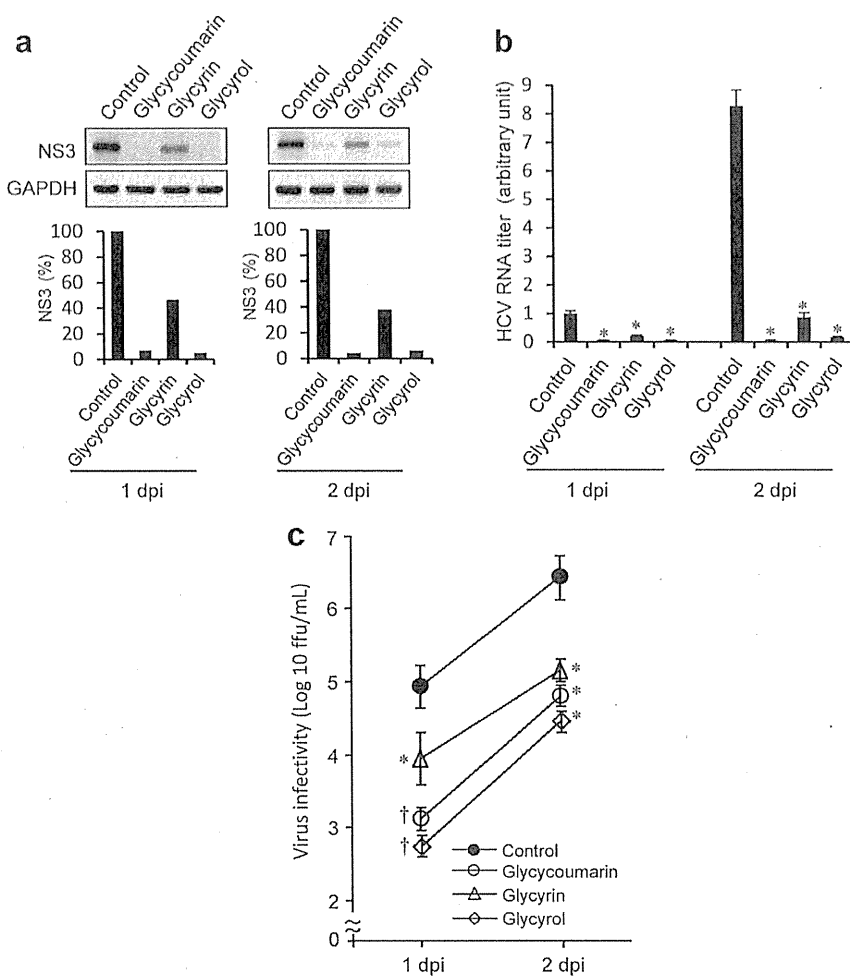 a
Control Glycycoumarin Glycyrin Glycyrol
Control Glycycoumarin Glycyrin Glycyrol
NS3
GAPDH
NS3 (%)
100
80
60
40
20
0
Control Glycycoumarin Glycyrin Glycyrol
1 dpi
NS3 (%)
100
80
60
40
20
0
Control Glycycoumarin Glycyrin Glycyrol
2 dpi
b
HCV RNA titer (arbitrary unit)
9
8
7
6
5
4
3
2
1
0
* * *
* * *
Control Glycycoumarin Glycyrin Glycyrol
Control Glycycoumarin Glycyrin Glycyrol
1 dpi
2 dpi
c
Virus infectivity (Log 10 ffu/mL)
7
6
5
4
3
2
≈
0
*
†
†
*
*
*
Control
Glycycoumarin
Glycyrin
Glycyrol
1 dpi
2 dpi